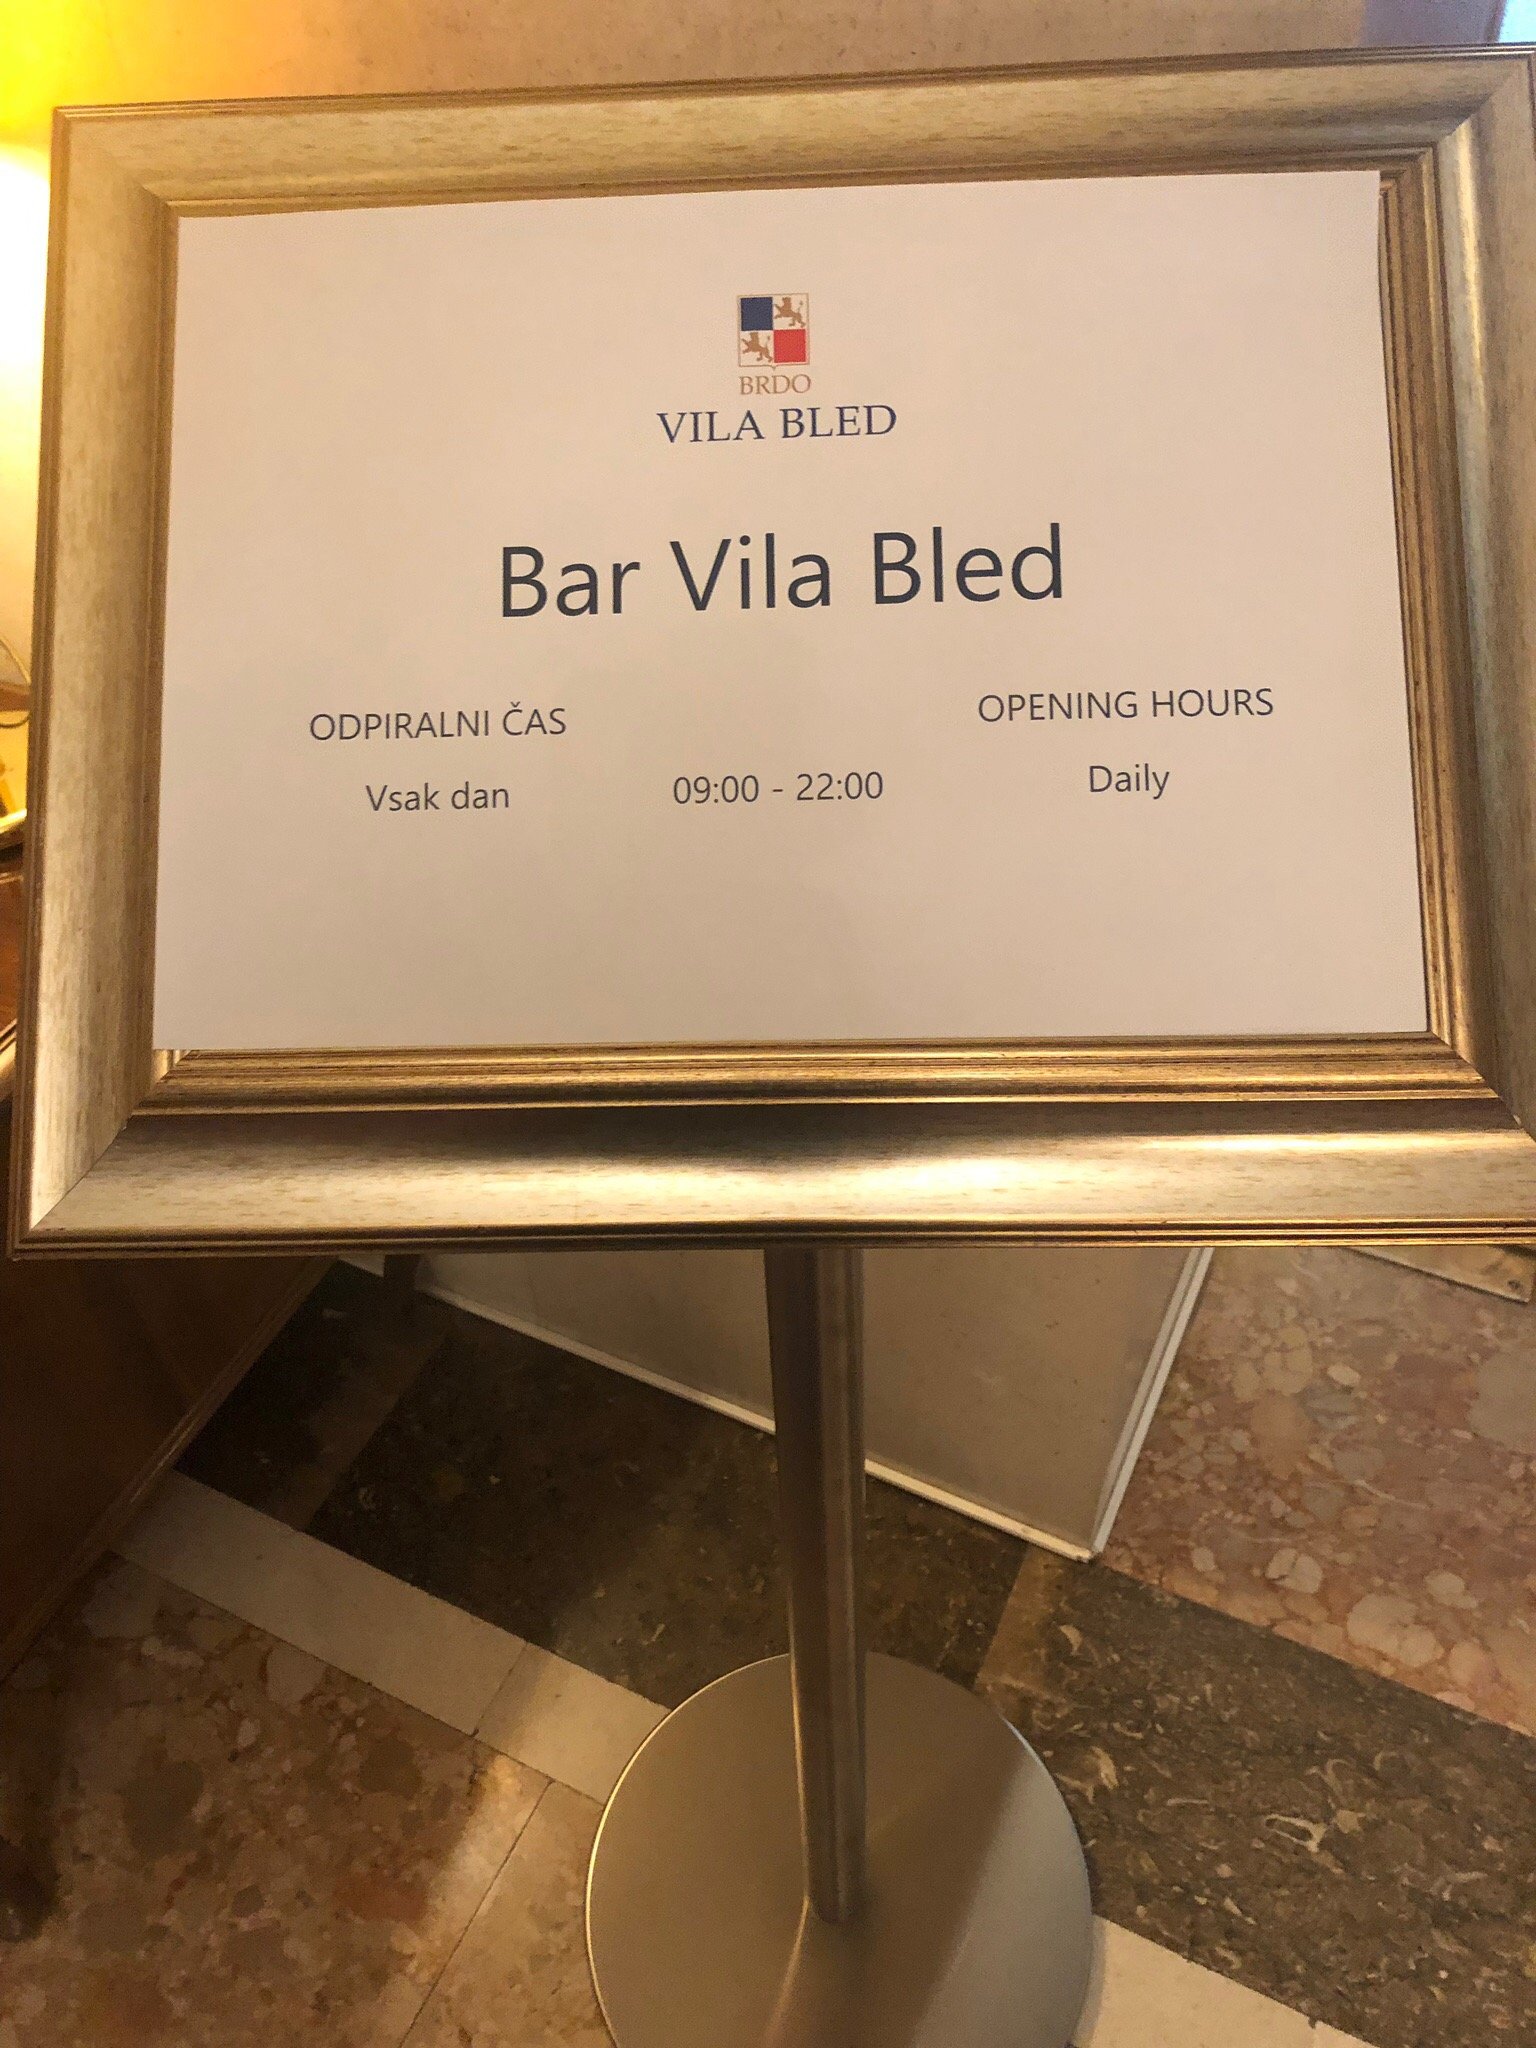 BRDO
VILA BLED
Bar Vila Bled
ODPIRALNI ČAS OPENING HOURS
Vsak dan 09:00 - 22:00 Daily